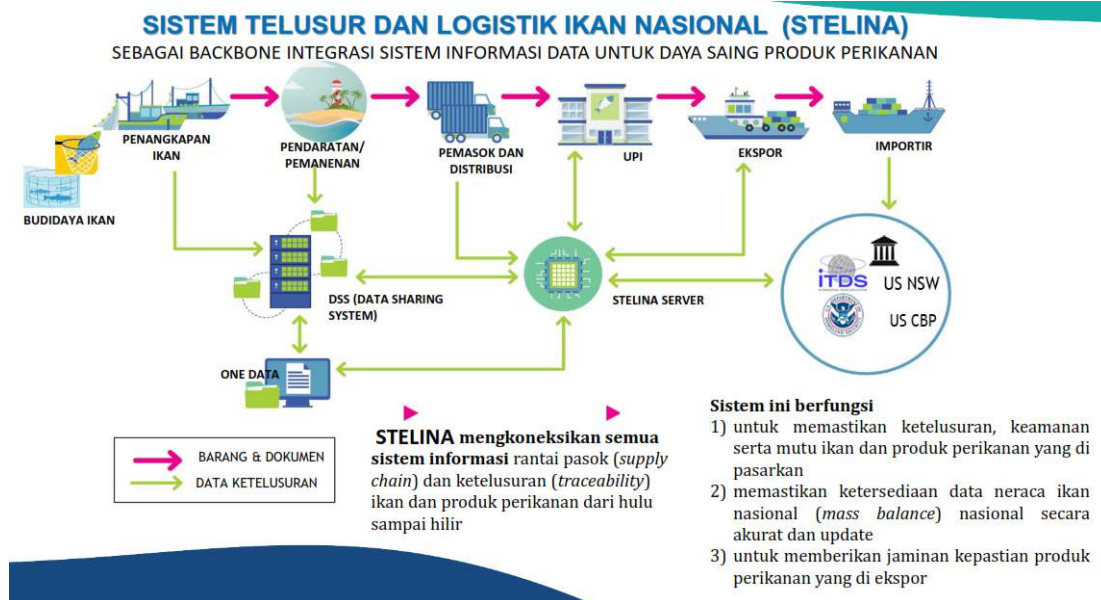 SISTEM TELUSUR DAN LOGISTIK IKAN NASIONAL (STELINA)
SEBAGAI BACKBONE INTEGRASI SISTEM INFORMASI DATA UNTUK DAYA SAING PRODUK PERIKANAN
PENANGKAPAN
IKAN
BUDIDAYA IKAN
PENDARATAN/
PEMANENAN
PEMASOK DAN
DISTRIBUSI
UPI
EKSPOR
IMPORTIR
DSS (DATA SHARING
SYSTEM)
STELINA SERVER
iTDS
US NSW
US CBP
ONE DATA
BARANG & DOKUMEN
DATA KETELUSURAN
STELINA mengkoneksikan semua
sistem informasi rantai pasok (supply
chain) dan ketelusuran (traceability)
ikan dan produk perikanan dari hulu
sampai hilir
Sistem ini berfungsi
1) untuk memastikan ketelusuran, keamanan
serta mutu ikan dan produk perikanan yang di
pasarkan
2) memastikan ketersediaan data neraca ikan
nasional (mass balance) nasional secara
akurat dan update
3) untuk memberikan jaminan kepastian produk
perikanan yang di ekspor